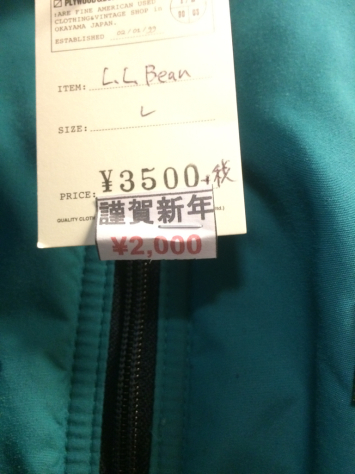 PLYWOOD
FINE AMERICAN USED
CLOTHING&VINTAGE SHOP in
OKAYAMA JAPAN.
ESTABLISHED
ITEM: L.L.Bean
SIZE: L
PRICE: ¥3500+税
謹賀新年
¥2,000
QUALITY